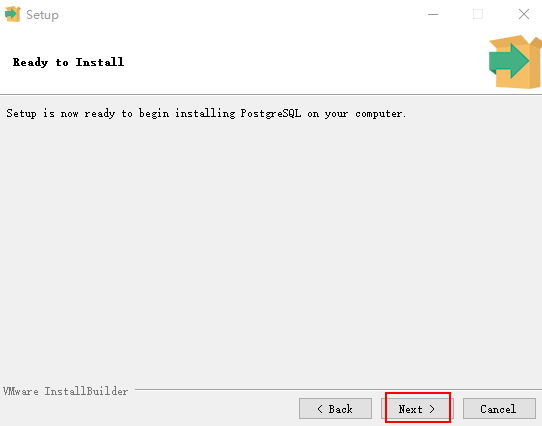 Setup
Ready to Install
Setup is now ready to begin installing PostgreSQL on your computer.
VMware InstallBuilder
< Back
Next >
Cancel